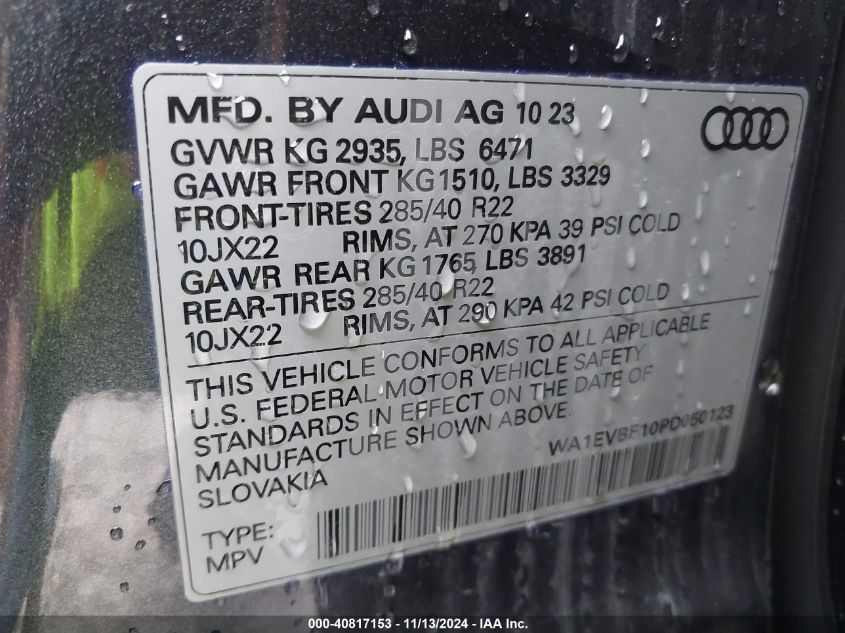 MFD. BY AUDI AG 10 23
GVWR KG 2935, LBS 6471
GAWR FRONT KG1510, LBS 3329
FRONT-TIRES 285/40 R22
10JX22 RIMS, AT 270 KPA 39 PSI COLD
GAWR REAR KG 1765, LBS 3891
REAR-TIRES 285/40 R22
10JX22 RIMS, AT 290 KPA 42 PSI COLD
THIS VEHICLE CONFORMS TO ALL APPLICABLE
U.S. FEDERAL MOTOR VEHICLE SAFETY
STANDARDS IN EFFECT ON THE DATE OF
MANUFACTURE SHOWN ABOVE.
SLOVAKIA
WA1EVBF10PD050123
TYPE:
MPV
000-40817153 - 11/13/2024 - IAA Inc.